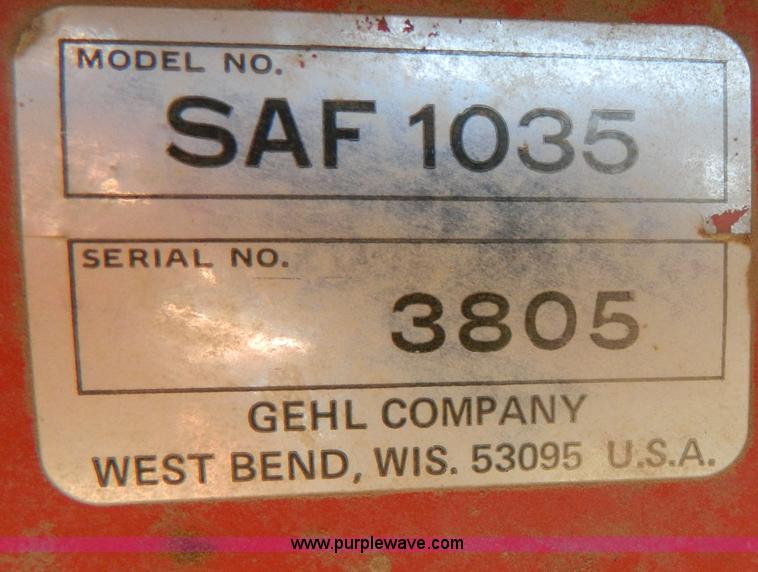 MODEL NO.
SAF 1035
SERIAL NO.
3805
GEHL COMPANY
WEST BEND, WIS. 53095 U.S.A.
www.purplewave.com